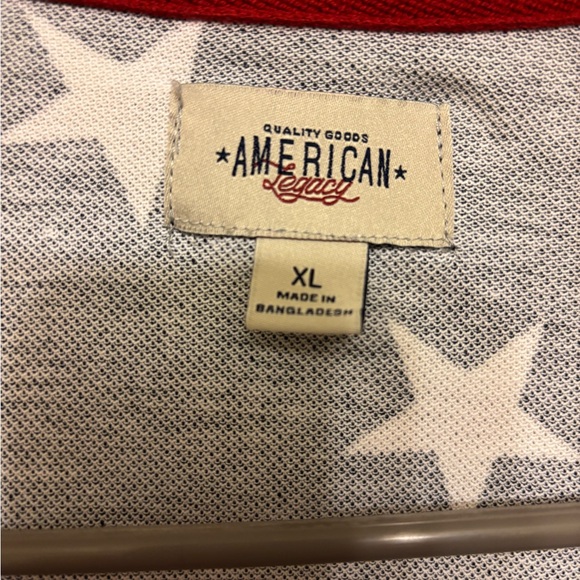 QUALITY GOODS
★AMERICAN★
Legacy
XL
MADE IN
BANGLADESH